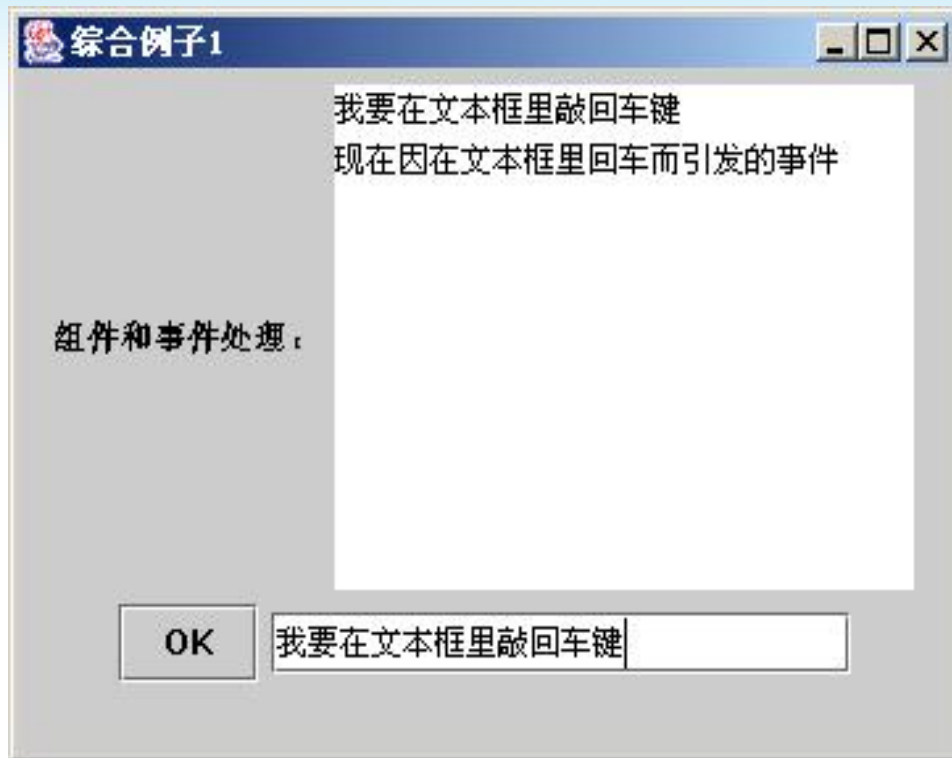 综合例子1
我要在文本框里敲回车键
现在因在文本框里回车而引发的事件
组件和事件处理：
OK
我要在文本框里敲回车键